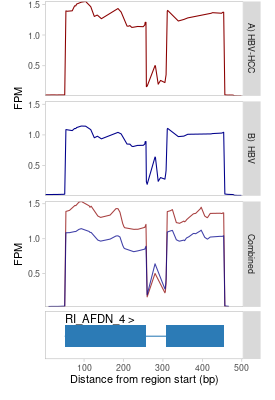 1.5
1.0
0.5
FPM
A) HBV-HCC
1.5
1.0
0.5
B) HBV
1.5
1.0
0.5
FPM
Combined
RI_AFDN_4 >
100 200 300 400 500
Distance from region start (bp)